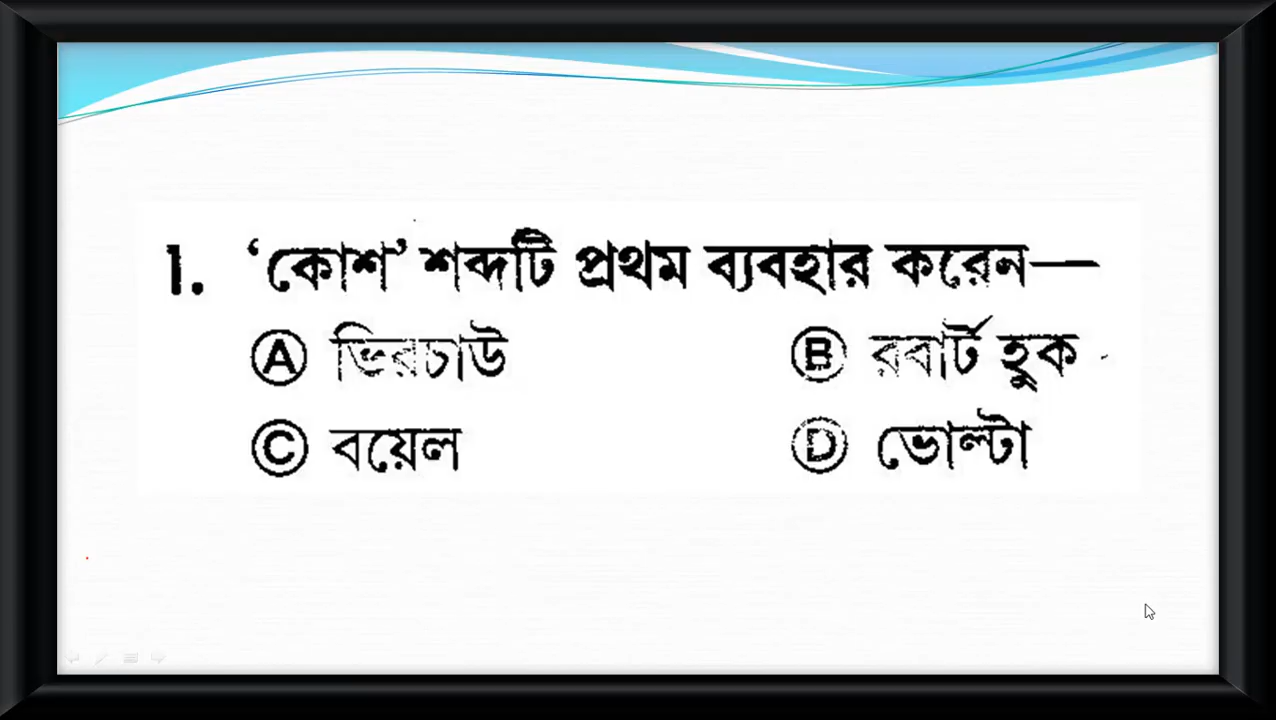 1. ‘কোশ’ শব্দটি প্রথম ব্যবহার করেন—
Ⓐ ভিরচাউ Ⓑ রবার্ট হুক
Ⓒ বয়েল Ⓓ ভোল্টা